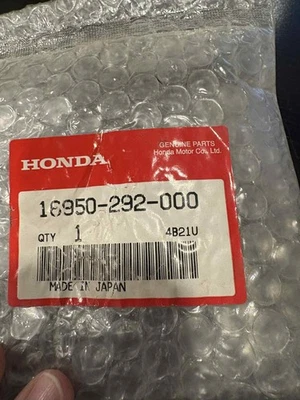 GENUINE PARTS
Honda Motor Co., Ltd.
HONDA
16950-292-000
QTY 1 4B21U
MADE IN JAPAN